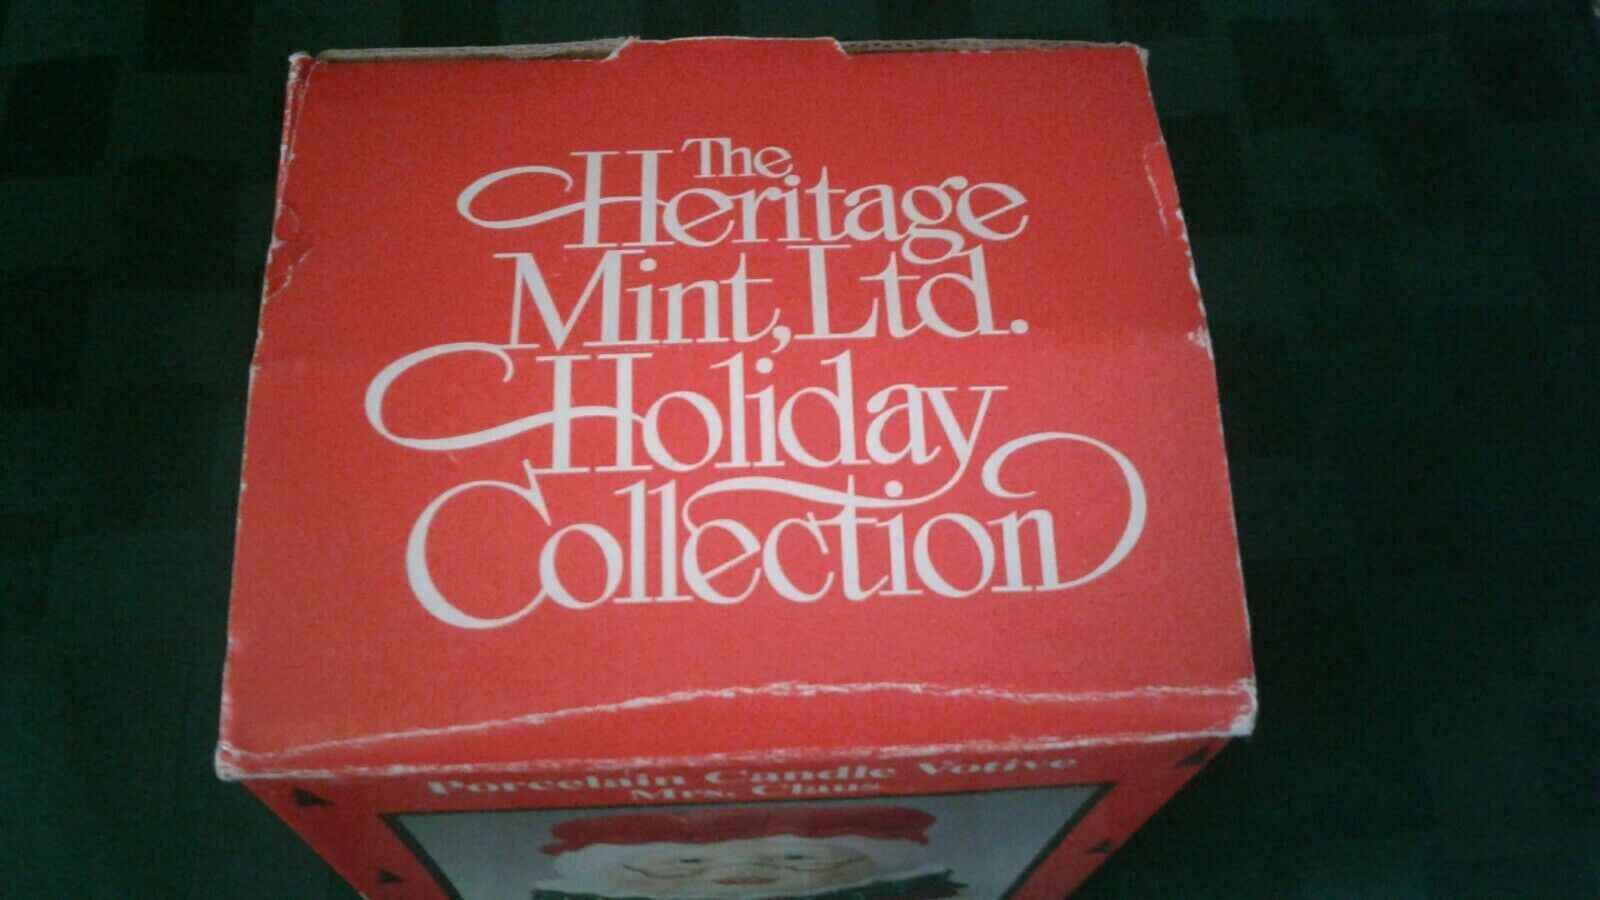 The
Heritage
Mint, Ltd.
Holiday
Collection
Porcelain Candle Votive
Mrs. Claus